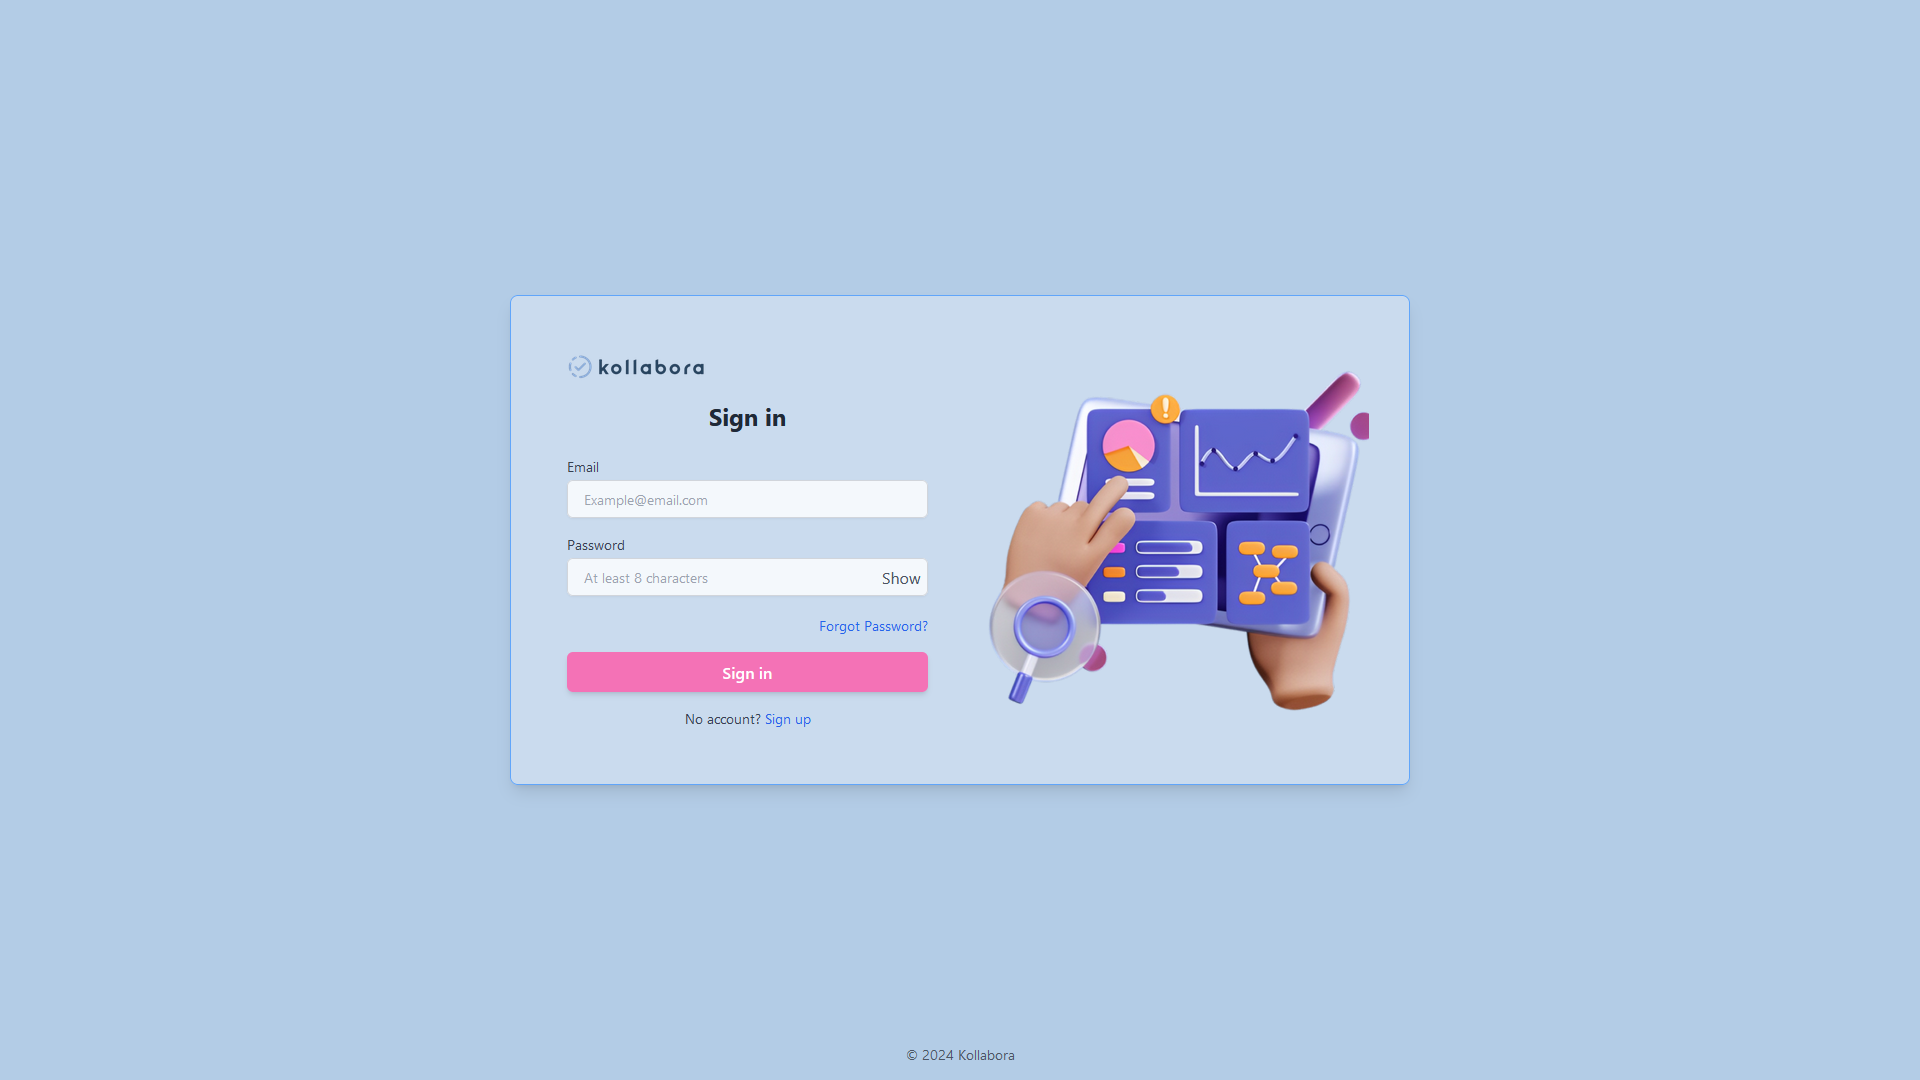 kollabora
Sign in
Email
Example@email.com
Password
At least 8 characters
Show
Forgot Password?
Sign in
No account? Sign up
© 2024 Kollabora